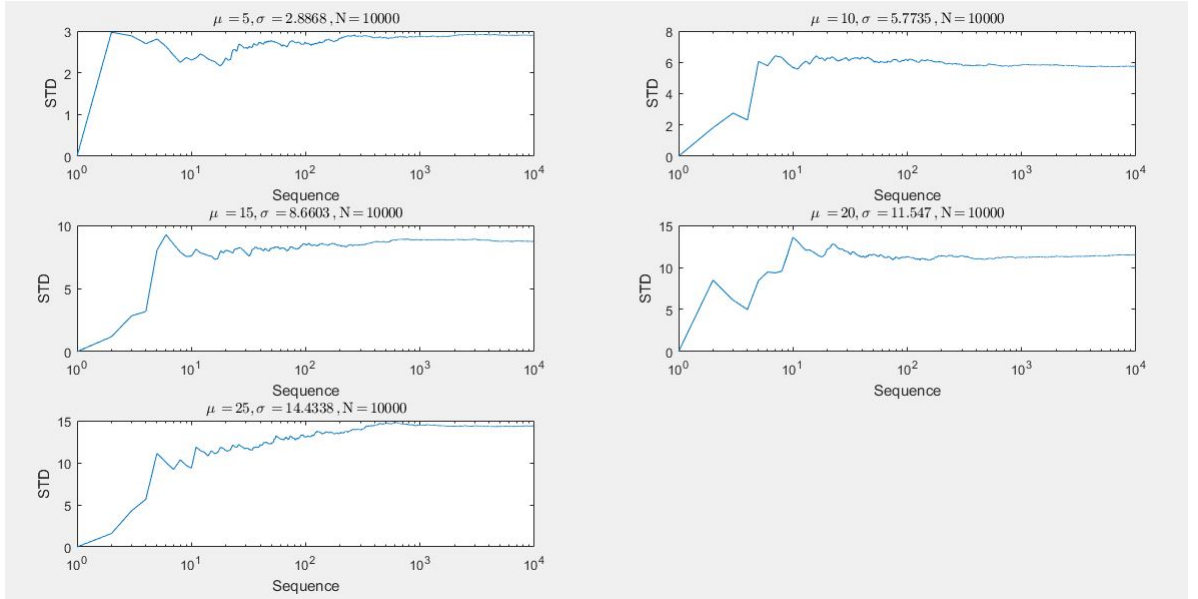 μ = 5, σ = 2.8868 , N = 10000
3
2
1
0
STD
10^0 10^1 10^2 10^3 10^4
Sequence
μ = 10, σ = 5.7735 , N = 10000
8
6
4
2
0
STD
10^0 10^1 10^2 10^3 10^4
Sequence
μ = 15, σ = 8.6603 , N = 10000
10
5
0
STD
10^0 10^1 10^2 10^3 10^4
Sequence
μ = 20, σ = 11.547 , N = 10000
15
10
5
0
STD
10^0 10^1 10^2 10^3 10^4
Sequence
μ = 25, σ = 14.4338 , N = 10000
15
10
5
0
STD
10^0 10^1 10^2 10^3 10^4
Sequence